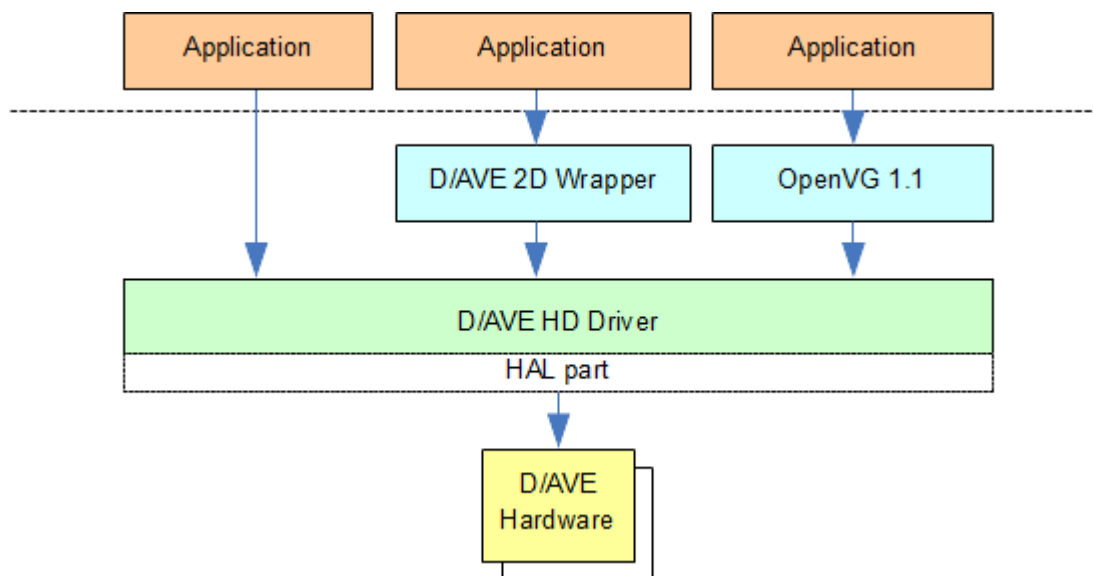 Application
Application
Application
D/AVE 2D Wrapper
OpenVG 1.1
D/AVE HD Driver
HAL part
D/AVE
Hardware